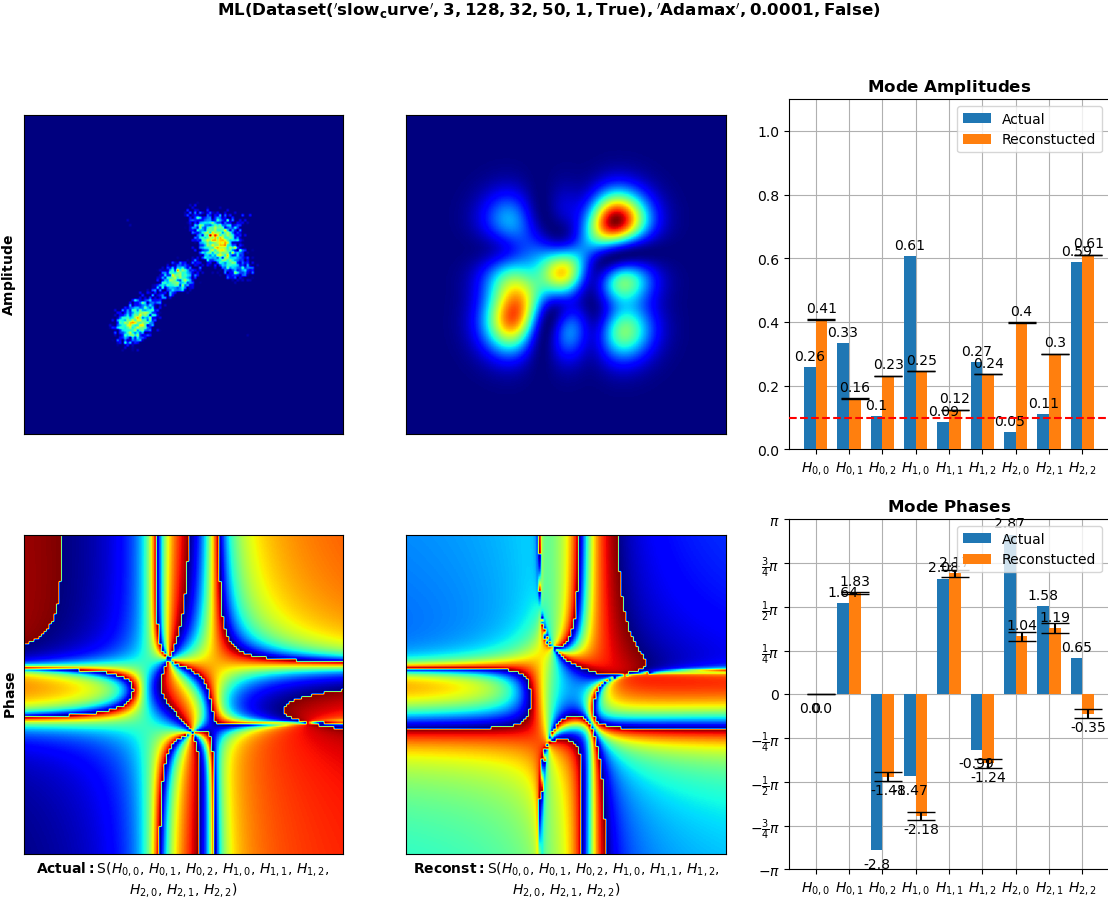 ML(Dataset('slow_curve', 3, 128, 32, 50, 1, True), 'Adamax', 0.0001, False)
Mode Amplitudes
Amplitude
Actual
Reconstucted
1.0
0.8
0.6
0.4
0.2
0.0
0.26 0.41 0.33 0.16 0.1 0.23 0.61 0.25 0.09 0.12 0.27 0.24 0.05 0.4 0.11 0.3 0.59 0.61
H0,0 H0,1 H0,2 H1,0 H1,1 H1,2 H2,0 H2,1 H2,2
Mode Phases
Phase
Actual
Reconstucted
π
3/4π
1/2π
1/4π
0
−1/4π
−1/2π
−3/4π
−π
0.0 0.0 1.64 1.83 -2.8 -1.48 -1.47 -2.18 2.08 -0.99 -1.24 2.87 1.04 1.58 1.19 0.65 -0.35
H0,0 H0,1 H0,2 H1,0 H1,1 H1,2 H2,0 H2,1 H2,2
Actual: S(H0,0, H0,1, H0,2, H1,0, H1,1, H1,2,
H2,0, H2,1, H2,2)
Reconst: S(H0,0, H0,1, H0,2, H1,0, H1,1, H1,2,
H2,0, H2,1, H2,2)